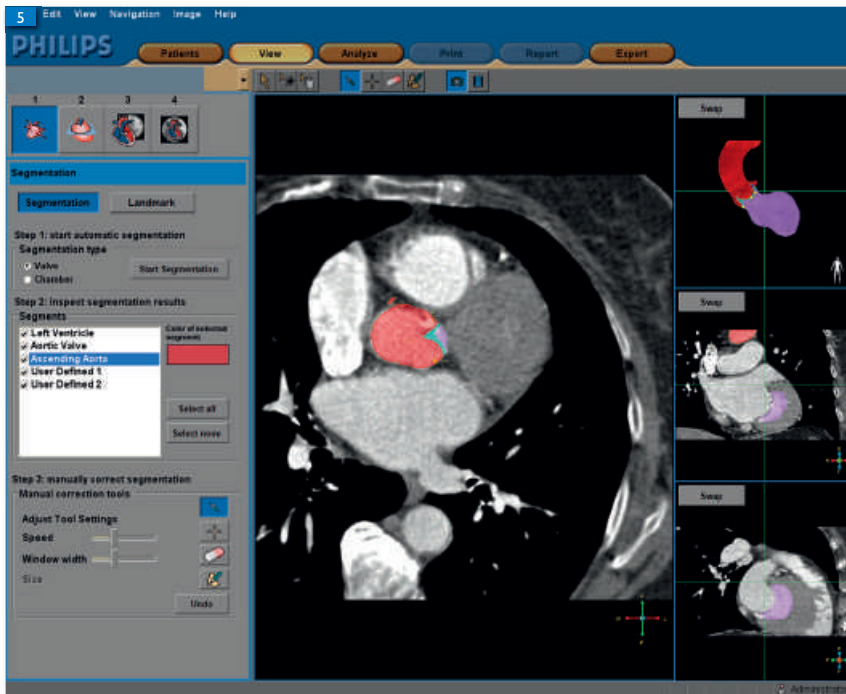 5 Edit View Navigation Image Help
PHILIPS
Patients View Analyze Print Report Export
1 2 3 4
Segmentation
Segmentation Landmark
Step 1: start automatic segmentation
Segmentation type
Valve
Chamber
Start Segmentation
Step 2: inspect segmentation results
Segments
Left Ventricle
Aortic Valve
Ascending Aorta
User Defined 1
User Defined 2
Color of selected
segment:
Select all
Select none
Step 3: manually correct segmentation
Manual correction tools
Adjust Tool Settings
Speed
Window width
Size
Undo
Swap
Swap
Swap